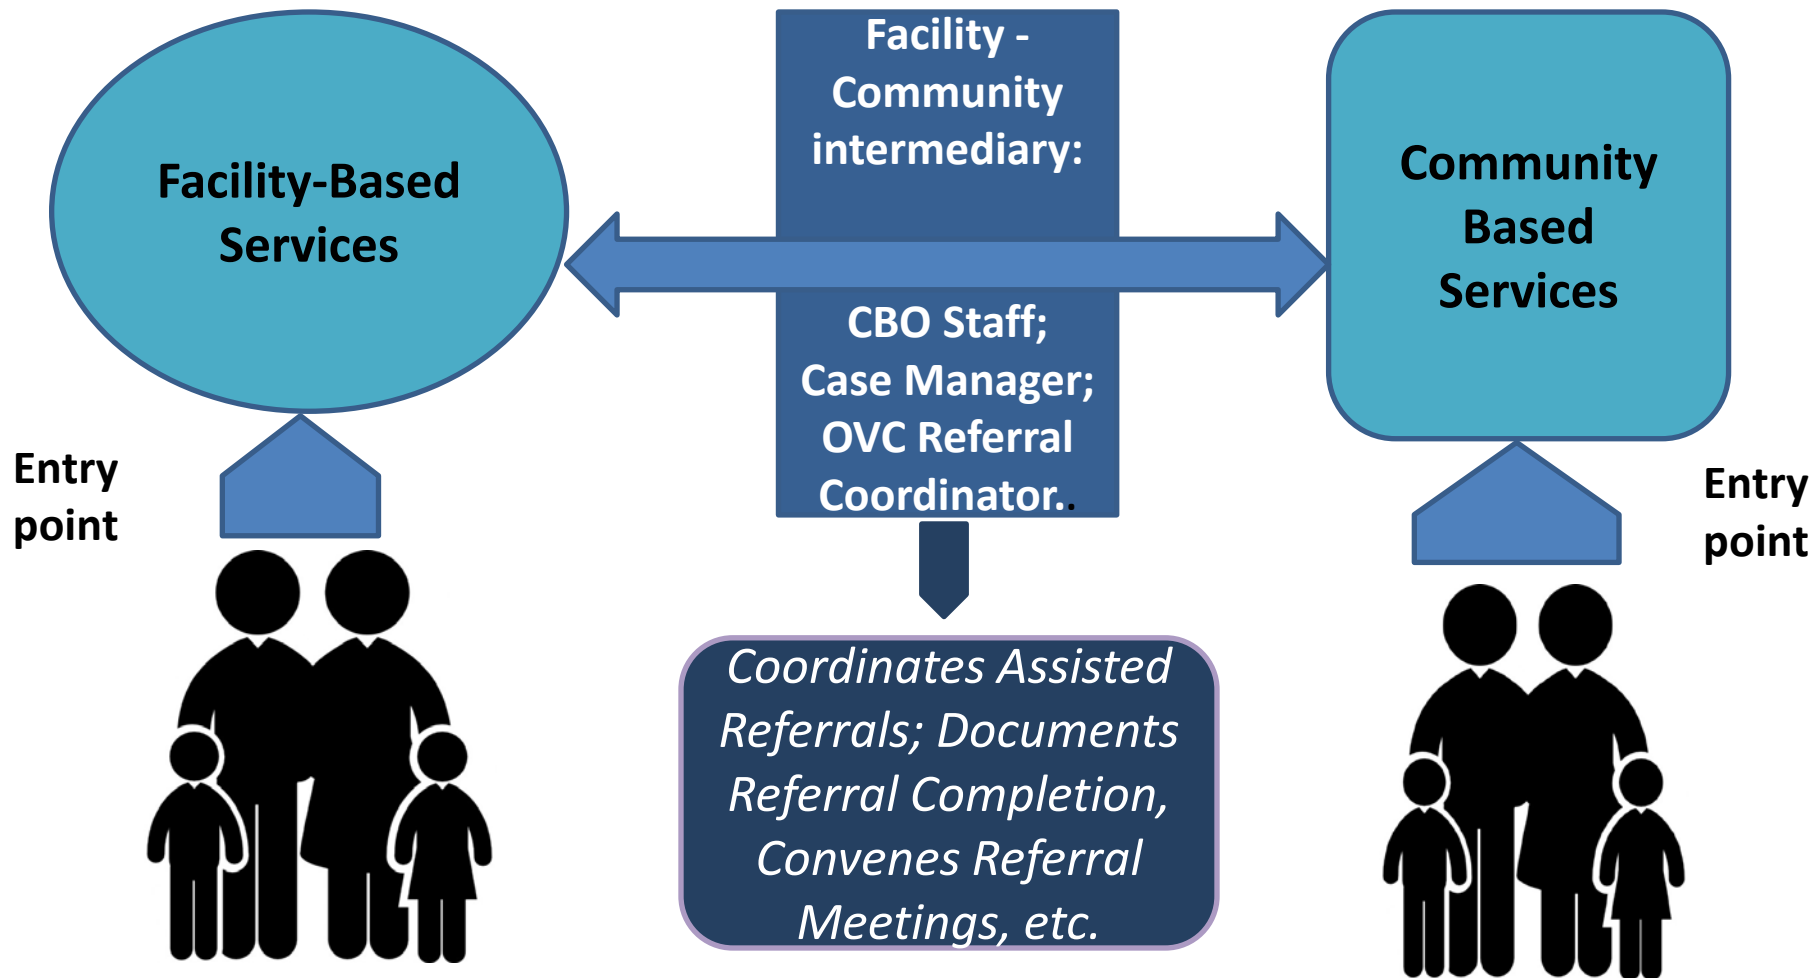 Facility-Based
Services
Facility -
Community
intermediary:
CBO Staff;
Case Manager;
OVC Referral
Coordinator..
Community
Based
Services
Entry
point
Entry
point
Coordinates Assisted
Referrals; Documents
Referral Completion,
Convenes Referral
Meetings, etc.